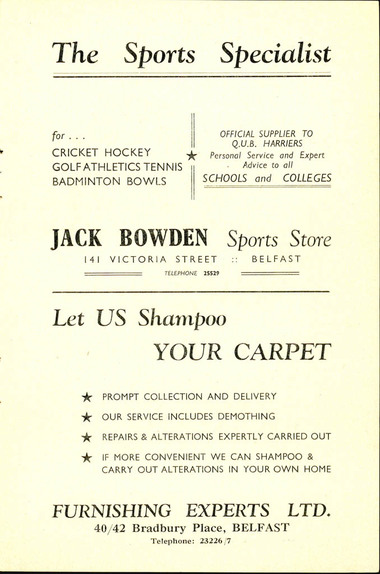 The Sports Specialist
for . . .
CRICKET HOCKEY
GOLF ATHLETICS TENNIS
BADMINTON BOWLS
OFFICIAL SUPPLIER TO
Q.U.B. HARRIERS
Personal Service and Expert
Advice to all
SCHOOLS and COLLEGES
JACK BOWDEN Sports Store
141 VICTORIA STREET :: BELFAST
TELEPHONE 25529
Let US Shampoo
YOUR CARPET
PROMPT COLLECTION AND DELIVERY
OUR SERVICE INCLUDES DEMOTHING
REPAIRS & ALTERATIONS EXPERTLY CARRIED OUT
IF MORE CONVENIENT WE CAN SHAMPOO &
CARRY OUT ALTERATIONS IN YOUR OWN HOME
FURNISHING EXPERTS LTD.
40/42 Bradbury Place, BELFAST
Telephone: 23226/7